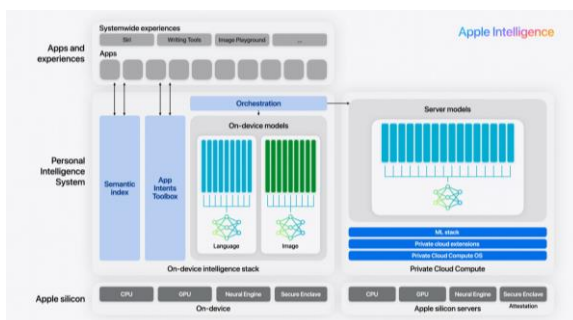 Apple Intelligence
Apps and
experiences
Systemwide experiences
Siri
Writing Tools
Image Playground
...
Apps
Personal
Intelligence
System
Semantic
Index
App
Intents
Toolbox
Orchestration
On-device models
Language
Image
On-device intelligence stack
Server models
ML stack
Private cloud extensions
Private Cloud Compute OS
Private Cloud Compute
Apple silicon
CPU
GPU
Neural Engine
Secure Enclave
On-device
CPU
GPU
Neural Engine
Secure Enclave
Apple silicon servers
Attestation